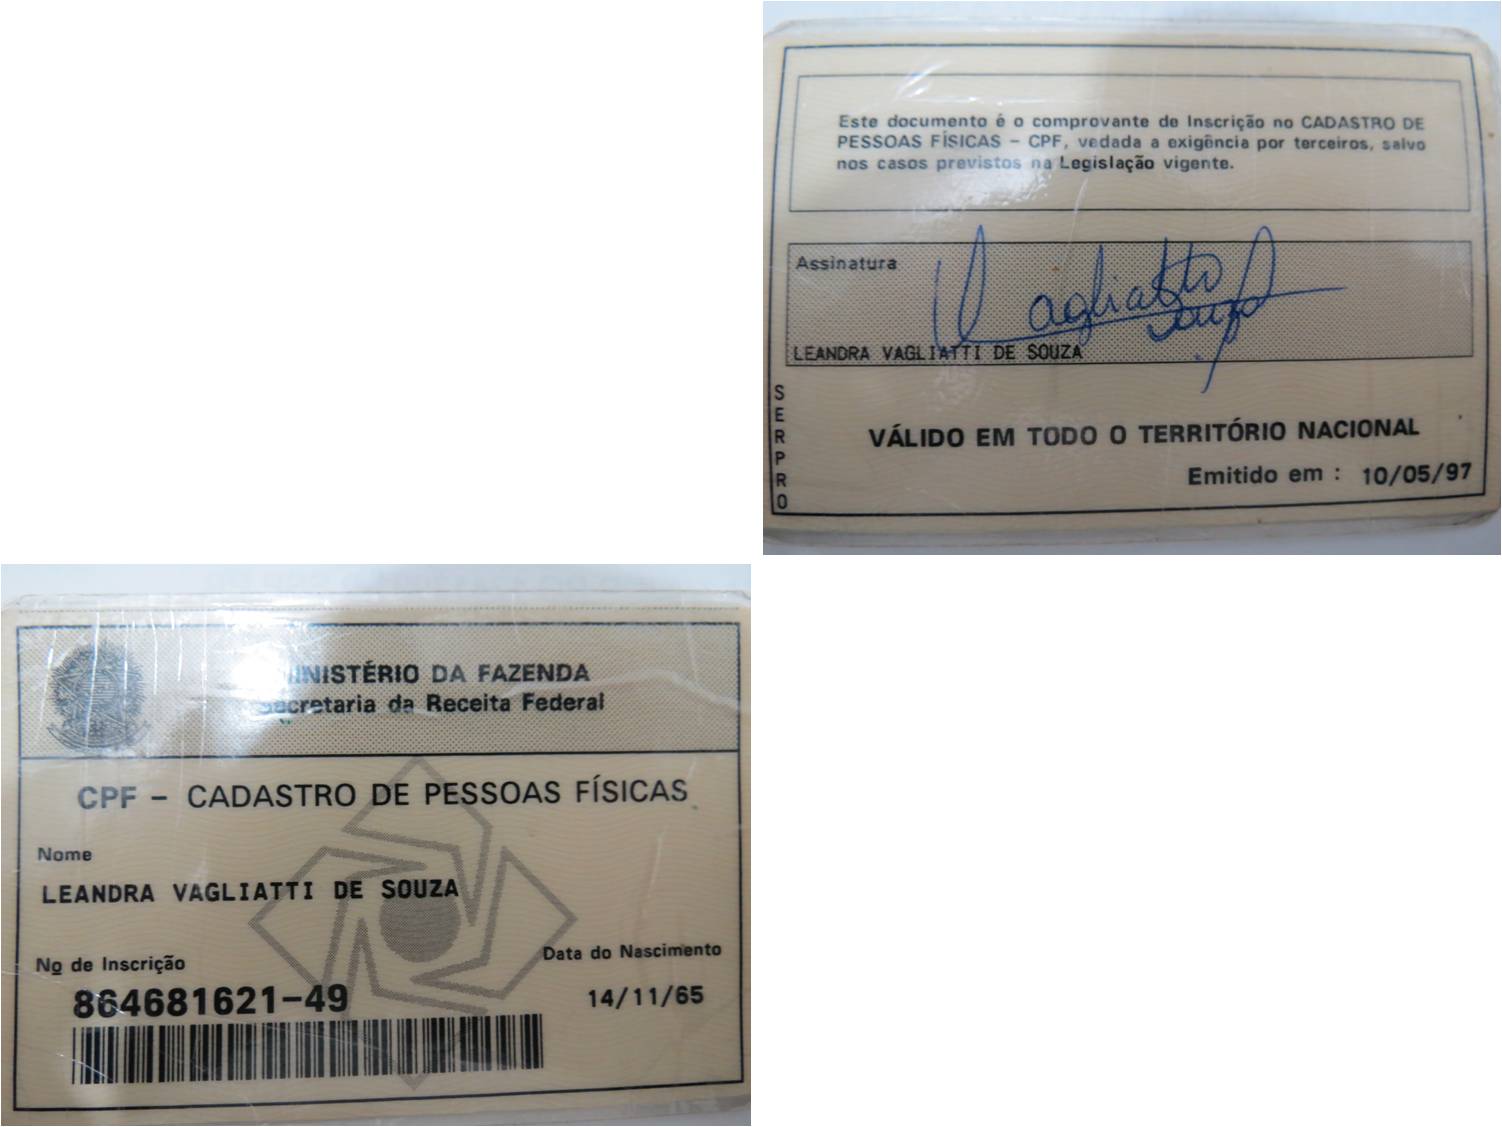 Este documento é o comprovante de Inscrição no CADASTRO DE
PESSOAS FÍSICAS - CPF, vedada a exigência por terceiros, salvo
nos casos previstos na Legislação vigente.
Assinatura
Vagliatti
Souza
LEANDRA VAGLIATTI DE SOUZA
SERPRO
VÁLIDO EM TODO O TERRITÓRIO NACIONAL
Emitido em : 10/05/97
MINISTÉRIO DA FAZENDA
Secretaria da Receita Federal
CPF - CADASTRO DE PESSOAS FÍSICAS
Nome
LEANDRA VAGLIATTI DE SOUZA
No de Inscrição
Data do Nascimento
864681621-49
14/11/65